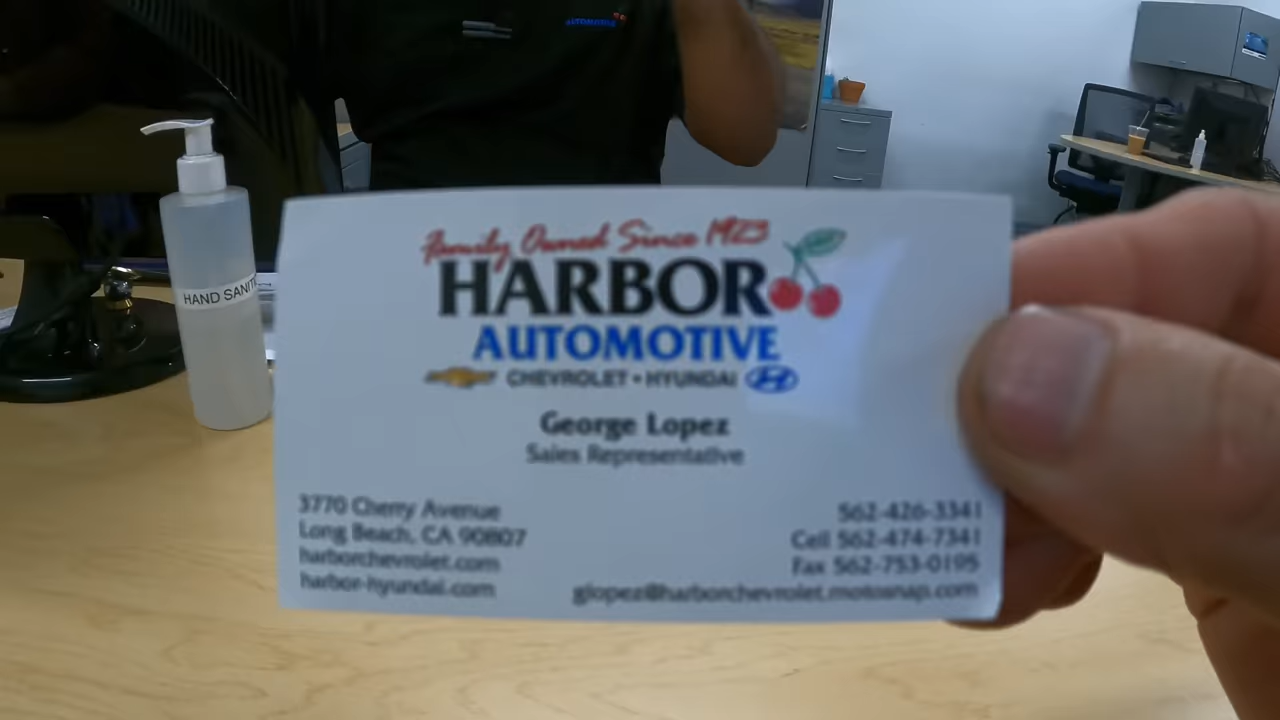 AUTOMOTIVE
HAND SANIT
Family Owned Since 1923
HARBOR
AUTOMOTIVE
CHEVROLET • HYUNDAI
George Lopez
Sales Representative
3770 Cherry Avenue
Long Beach, CA 90807
harborchevrolet.com
harbor-hyundai.com
562-426-3341
Cell 562-474-7341
Fax 562-753-0195
glopez@harborchevrolet.motosnap.com